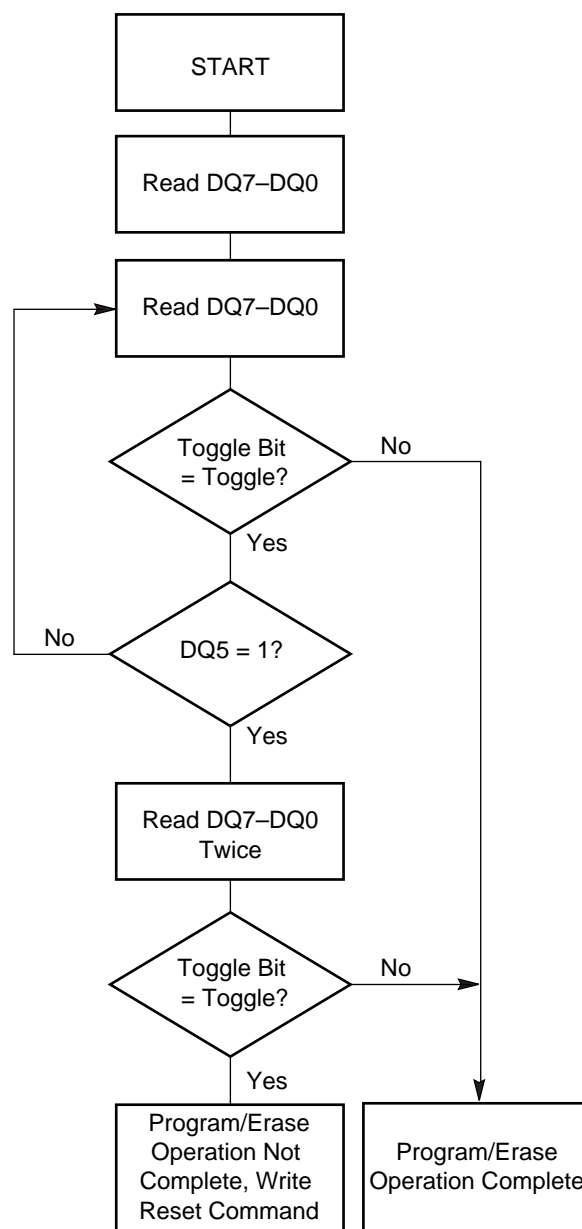 START
Read DQ7–DQ0
Read DQ7–DQ0
Toggle Bit
= Toggle?
No
Yes
No
DQ5 = 1?
Yes
Read DQ7–DQ0
Twice
Toggle Bit
= Toggle?
No
Yes
Program/Erase
Operation Not
Complete, Write
Reset Command
Program/Erase
Operation Complete